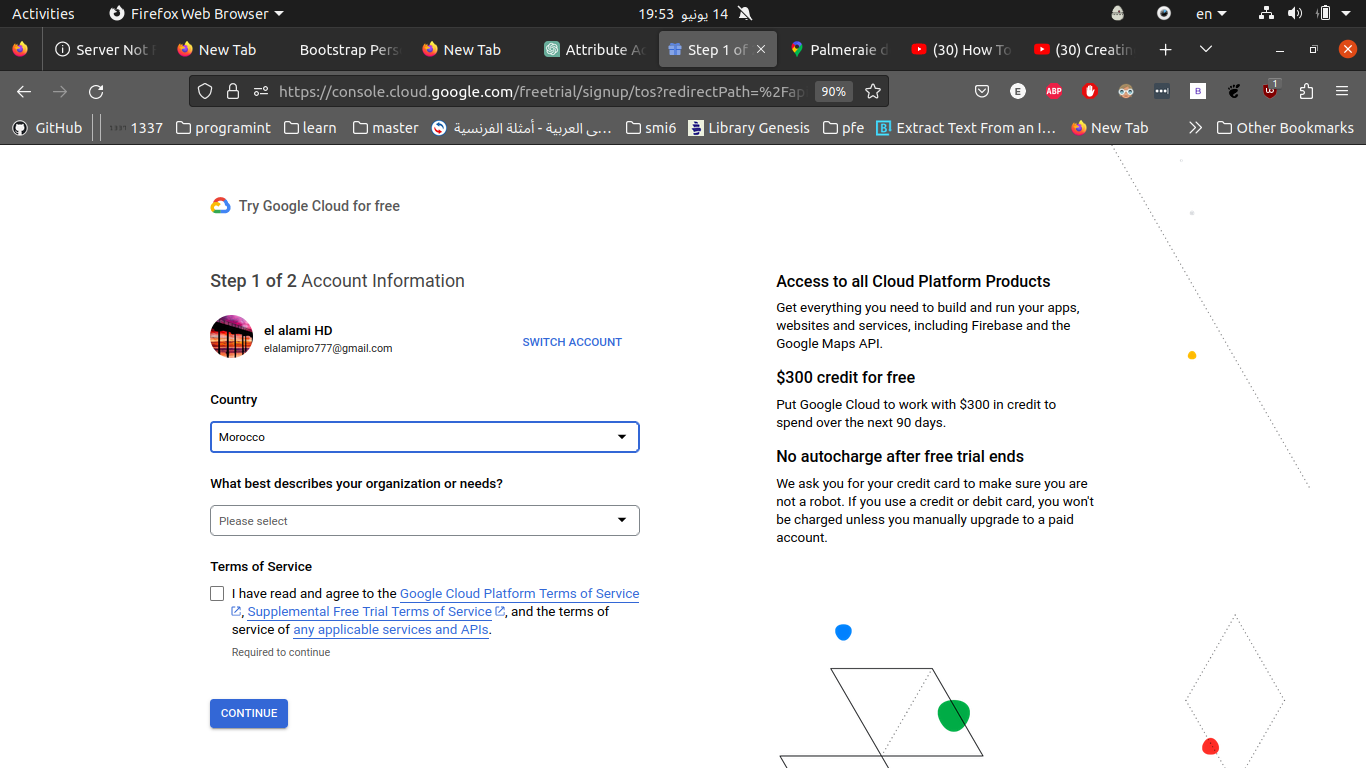 Activities
Firefox Web Browser
14 يونيو 19:53
en
Server Not
New Tab
Bootstrap Pers
New Tab
Attribute Ac
Step 1 of
Palmeraie d
(30) How To
(30) Creatin
https://console.cloud.google.com/freetrial/signup/tos?redirectPath=%2Fap
90%
E
ABP
B
1
GitHub
1337
programint
learn
master
ى العربية - أمثلة الفرنسية...
smi6
Library Genesis
pfe
Extract Text From an I...
New Tab
Other Bookmarks
Try Google Cloud for free
Step 1 of 2 Account Information
el alami HD
elalamipro777@gmail.com
SWITCH ACCOUNT
Country
Morocco
What best describes your organization or needs?
Please select
Terms of Service
I have read and agree to the Google Cloud Platform Terms of Service
, Supplemental Free Trial Terms of Service , and the terms of
service of any applicable services and APIs.
Required to continue
CONTINUE
Access to all Cloud Platform Products
Get everything you need to build and run your apps,
websites and services, including Firebase and the
Google Maps API.
$300 credit for free
Put Google Cloud to work with $300 in credit to
spend over the next 90 days.
No autocharge after free trial ends
We ask you for your credit card to make sure you are
not a robot. If you use a credit or debit card, you won't
be charged unless you manually upgrade to a paid
account.